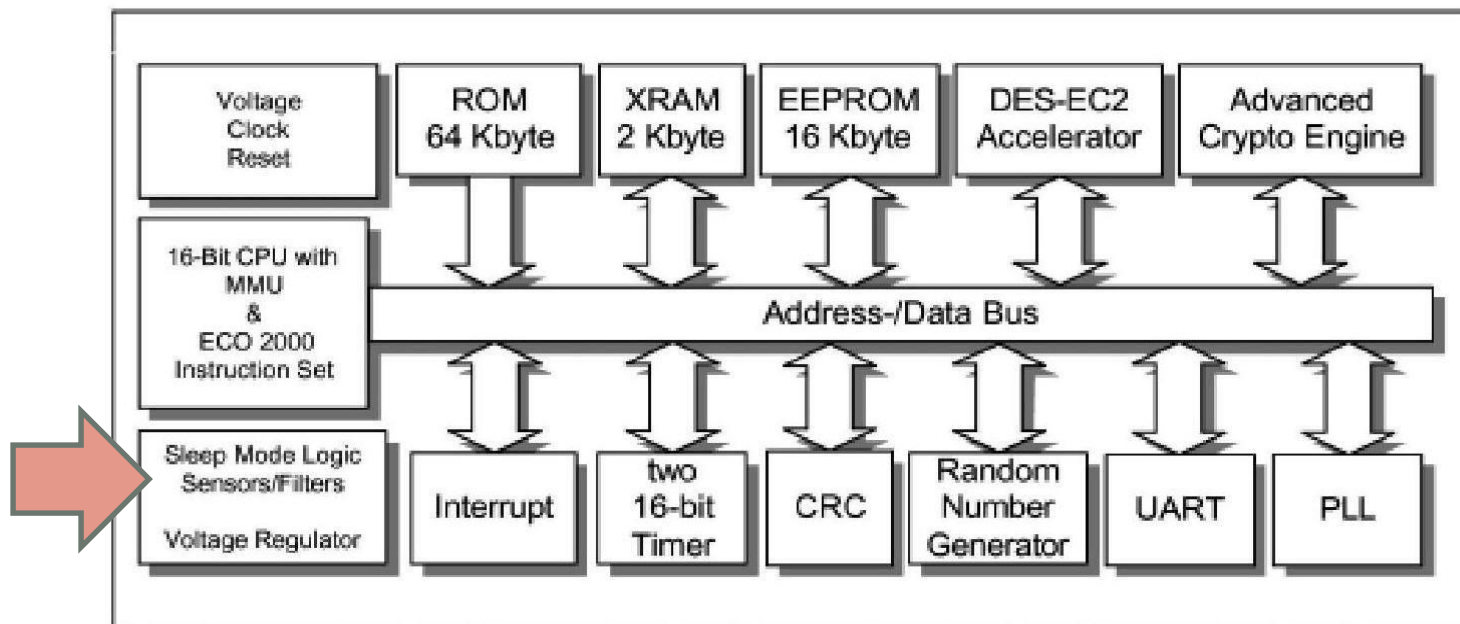 Voltage
Clock
Reset
ROM
64 Kbyte
XRAM
2 Kbyte
EEPROM
16 Kbyte
DES-EC2
Accelerator
Advanced
Crypto Engine
16-Bit CPU with
MMU
&
ECO 2000
Instruction Set
Address-/Data Bus
Sleep Mode Logic
Sensors/Filters
Voltage Regulator
Interrupt
two
16-bit
Timer
CRC
Random
Number
Generator
UART
PLL